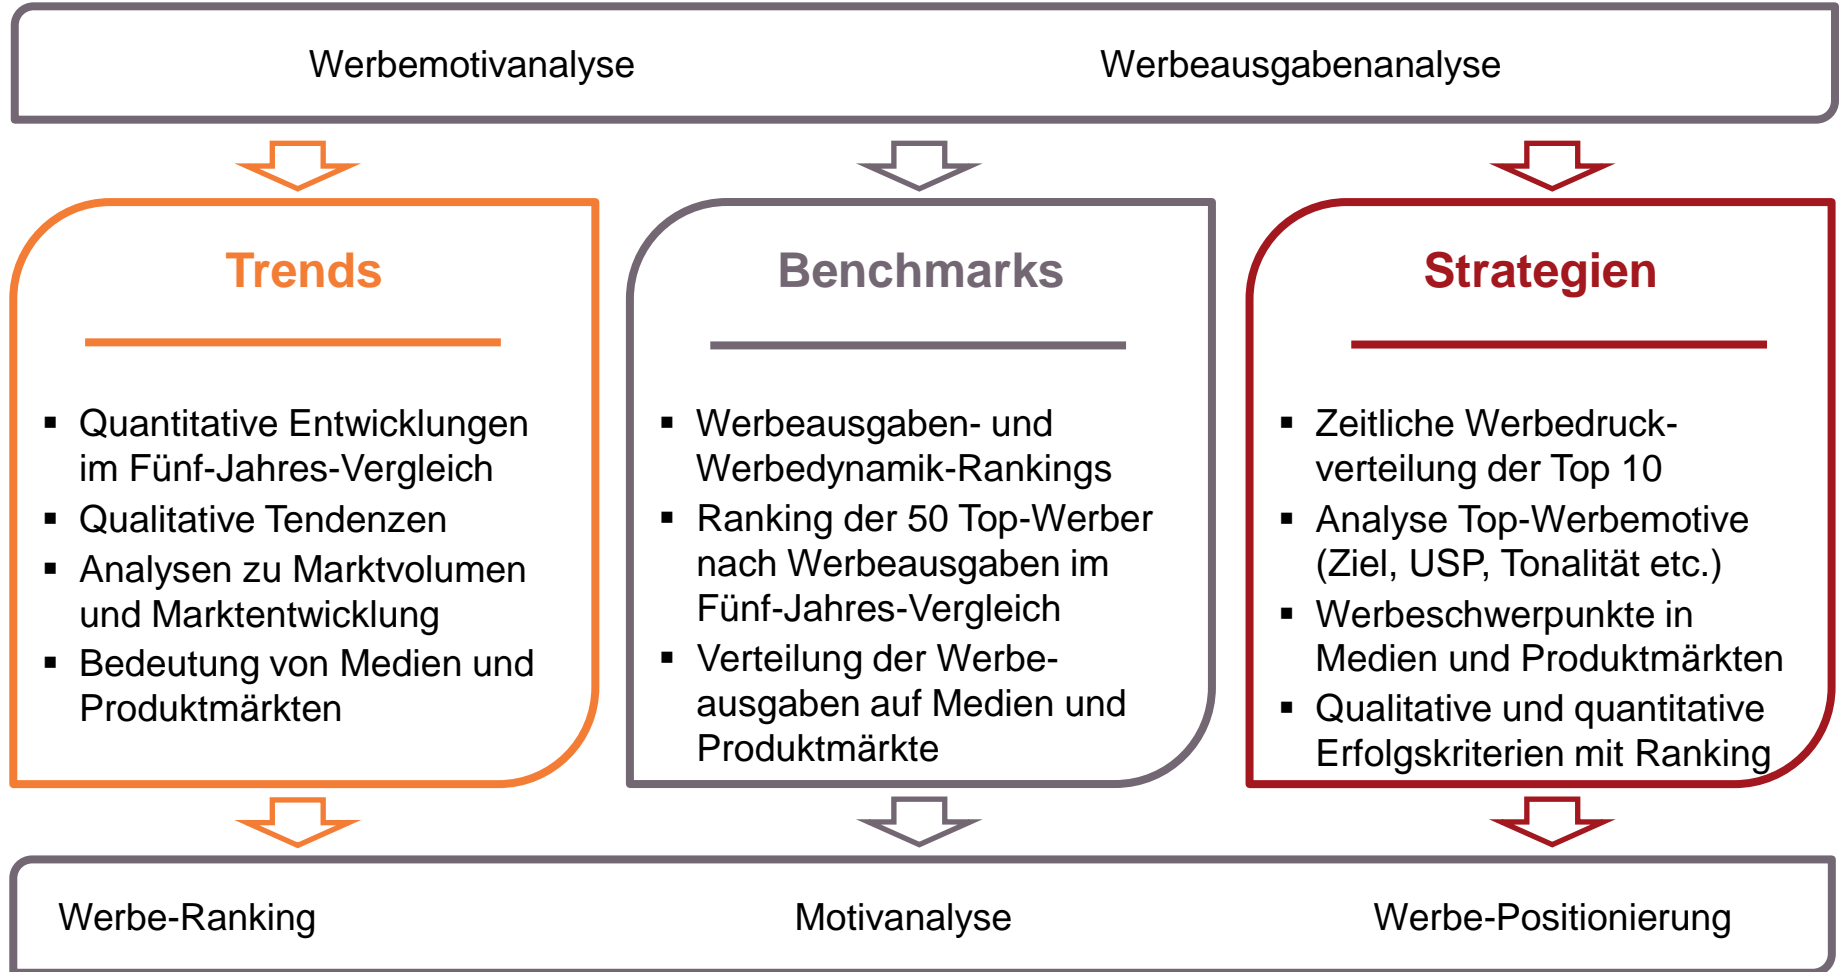 Werbemotivanalyse
Werbeausgabenanalyse
Trends
▪ Quantitative Entwicklungen
im Fünf-Jahres-Vergleich
▪ Qualitative Tendenzen
▪ Analysen zu Marktvolumen
und Marktentwicklung
▪ Bedeutung von Medien und
Produktmärkten
Benchmarks
▪ Werbeausgaben- und
Werbedynamik-Rankings
▪ Ranking der 50 Top-Werber
nach Werbeausgaben im
Fünf-Jahres-Vergleich
▪ Verteilung der Werbe-
ausgaben auf Medien und
Produktmärkte
Strategien
▪ Zeitliche Werbedruck-
verteilung der Top 10
▪ Analyse Top-Werbemotive
(Ziel, USP, Tonalität etc.)
▪ Werbeschwerpunkte in
Medien und Produktmärkten
▪ Qualitative und quantitative
Erfolgskriterien mit Ranking
Werbe-Ranking
Motivanalyse
Werbe-Positionierung